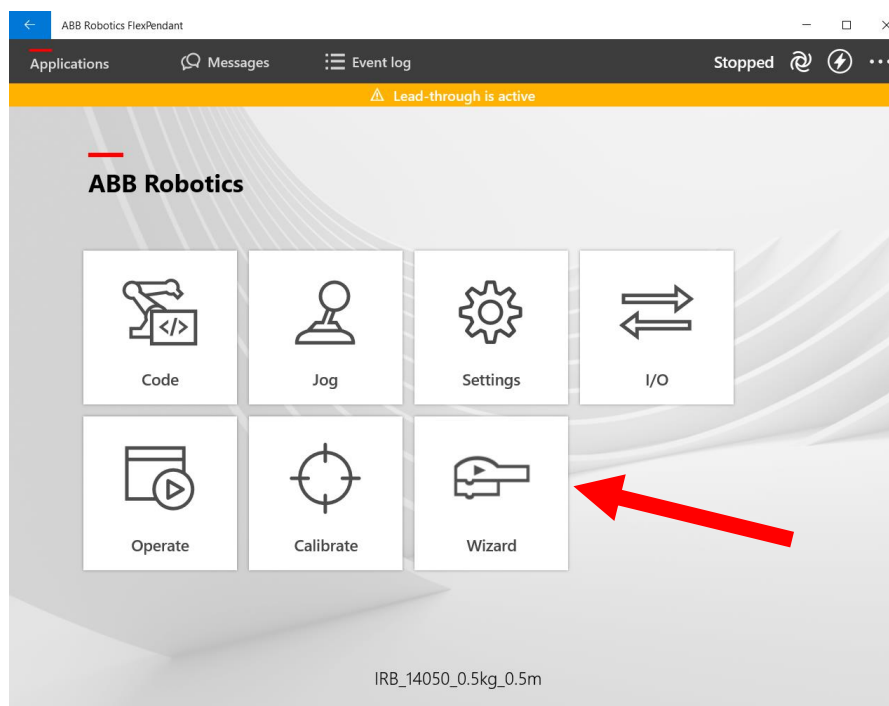 ABB Robotics FlexPendant
Applications Messages Event log Stopped
Lead-through is active
ABB Robotics
Code Jog Settings I/O
Operate Calibrate Wizard
IRB_14050_0.5kg_0.5m